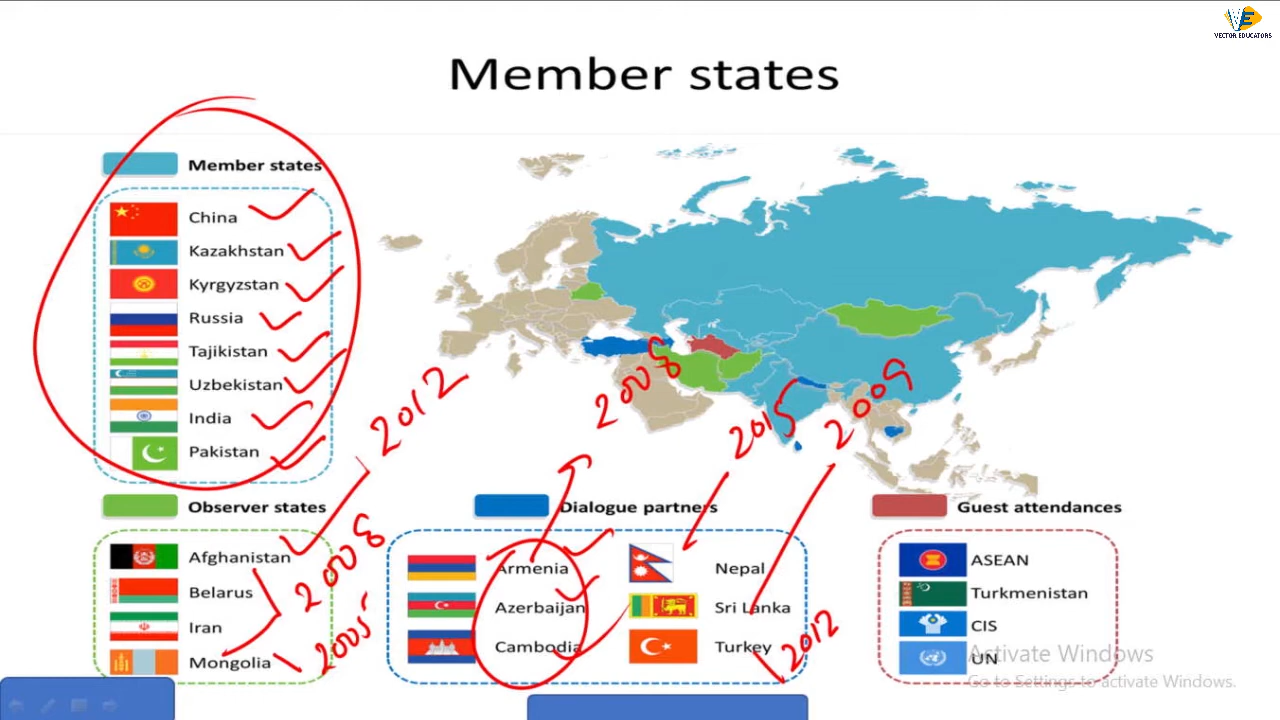 VECTOR EDUCATORS
Member states
Member states
China
Kazakhstan
Kyrgyzstan
Russia
Tajikistan
Uzbekistan
India
Pakistan
2012
2008
2015
2009
Observer states
Afghanistan
Belarus
Iran
Mongolia
2008
2005
Dialogue partners
Armenia
Azerbaijan
Cambodia
Nepal
Sri Lanka
Turkey
2012
Guest attendances
ASEAN
Turkmenistan
CIS
UN
Activate Windows
Go to Settings to activate Windows.